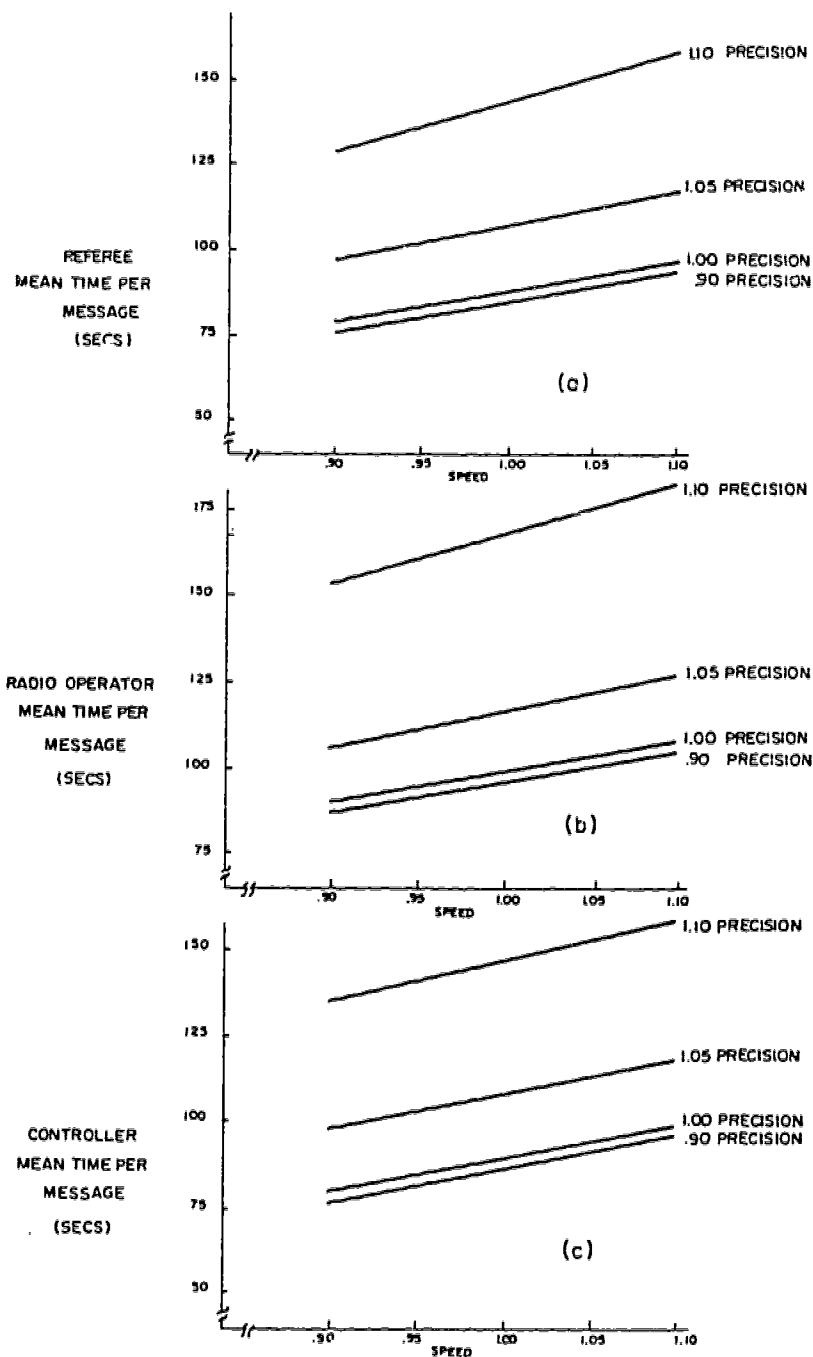 150
125
100
75
50
REFEREE
MEAN TIME PER
MESSAGE
(SECS)
1.10 PRECISION
1.05 PRECISION
1.00 PRECISION
.90 PRECISION
(a)
.90 .95 1.00 1.05 1.10
SPEED
175
150
125
100
75
RADIO OPERATOR
MEAN TIME PER
MESSAGE
(SECS)
1.10 PRECISION
1.05 PRECISION
1.00 PRECISION
.90 PRECISION
(b)
.90 .95 1.00 1.05 1.10
SPEED
150
125
100
75
50
CONTROLLER
MEAN TIME PER
MESSAGE
(SECS)
1.10 PRECISION
1.05 PRECISION
1.00 PRECISION
.90 PRECISION
(c)
.90 .95 1.00 1.05 1.10
SPEED